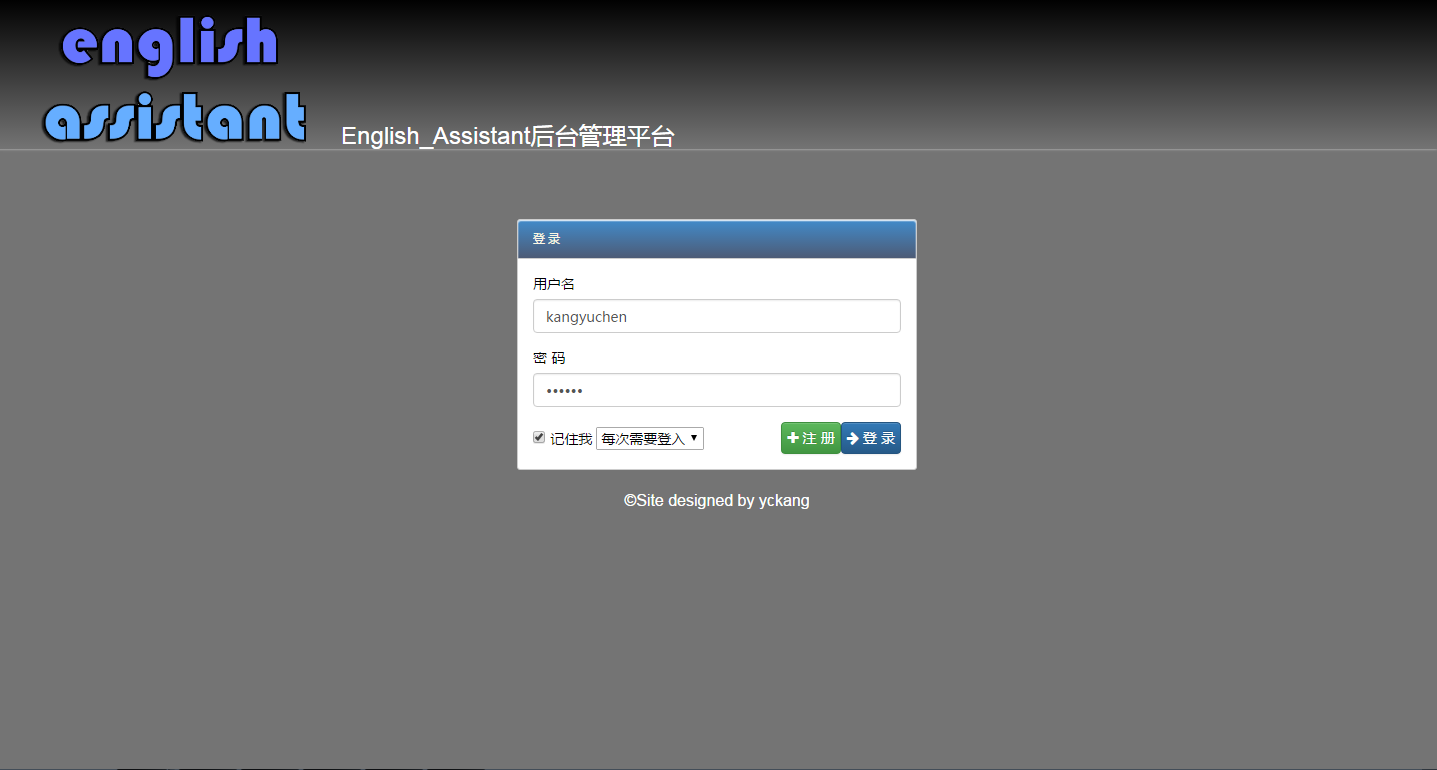 english
assistant
English_Assistant后台管理平台
登录
用户名
kangyuchen
密 码
••••••
记住我 每次需要登入 注 册 登 录
©Site designed by yckang